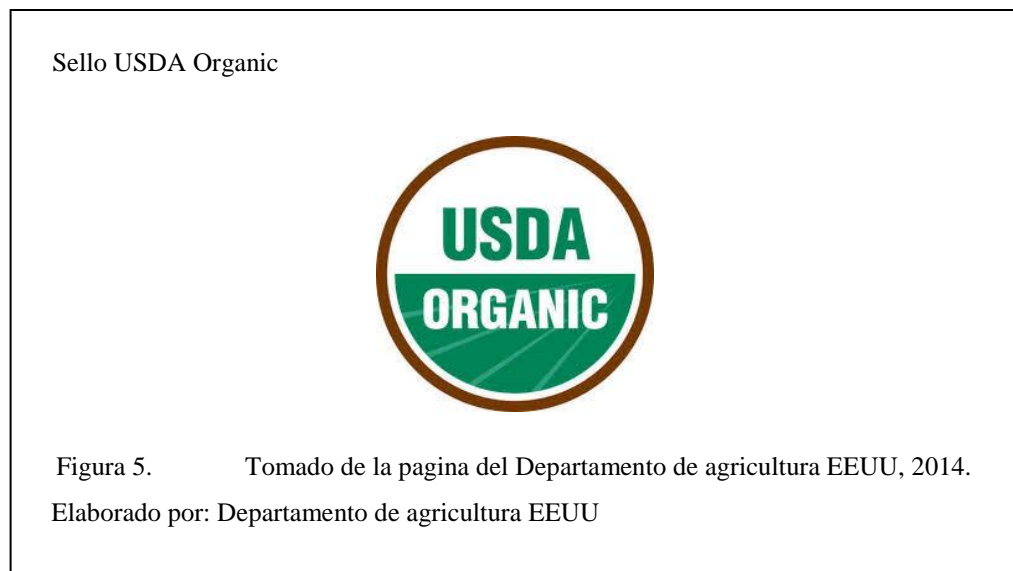 Sello USDA Organic
USDA
ORGANIC
Figura 5. Tomado de la pagina del Departamento de agricultura EEUU, 2014.
Elaborado por: Departamento de agricultura EEUU